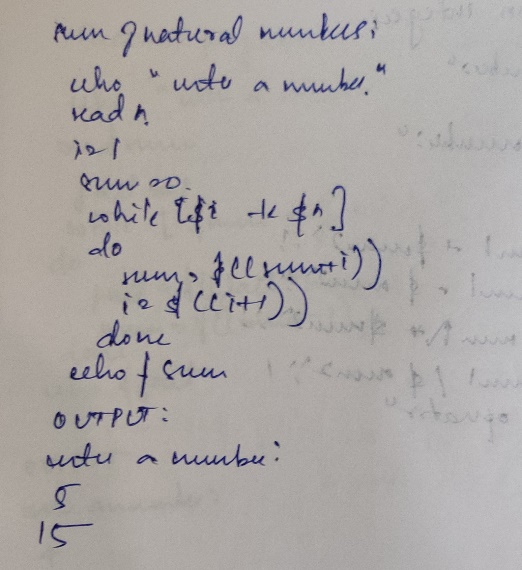 sum of natural numbers:
echo "enter a number."
read n
i=1
sum=0.
while [$i -le $n]
do
sum=$((sum+i))
i=$((i+1))
done
echo $sum
OUTPUT:
enter a number:
5
15